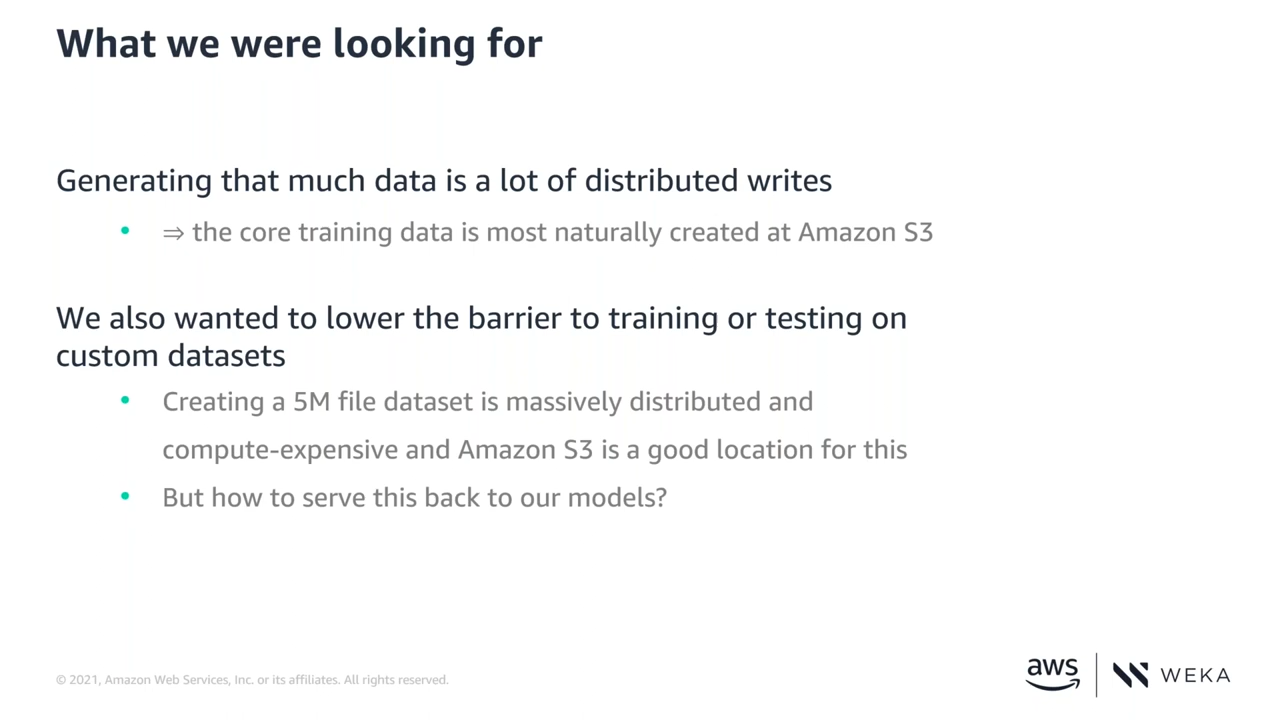 What we were looking for
Generating that much data is a lot of distributed writes
• ⇒ the core training data is most naturally created at Amazon S3
We also wanted to lower the barrier to training or testing on
custom datasets
• Creating a 5M file dataset is massively distributed and
compute-expensive and Amazon S3 is a good location for this
• But how to serve this back to our models?
© 2021, Amazon Web Services, Inc. or its affiliates. All rights reserved.
aws
WEKA